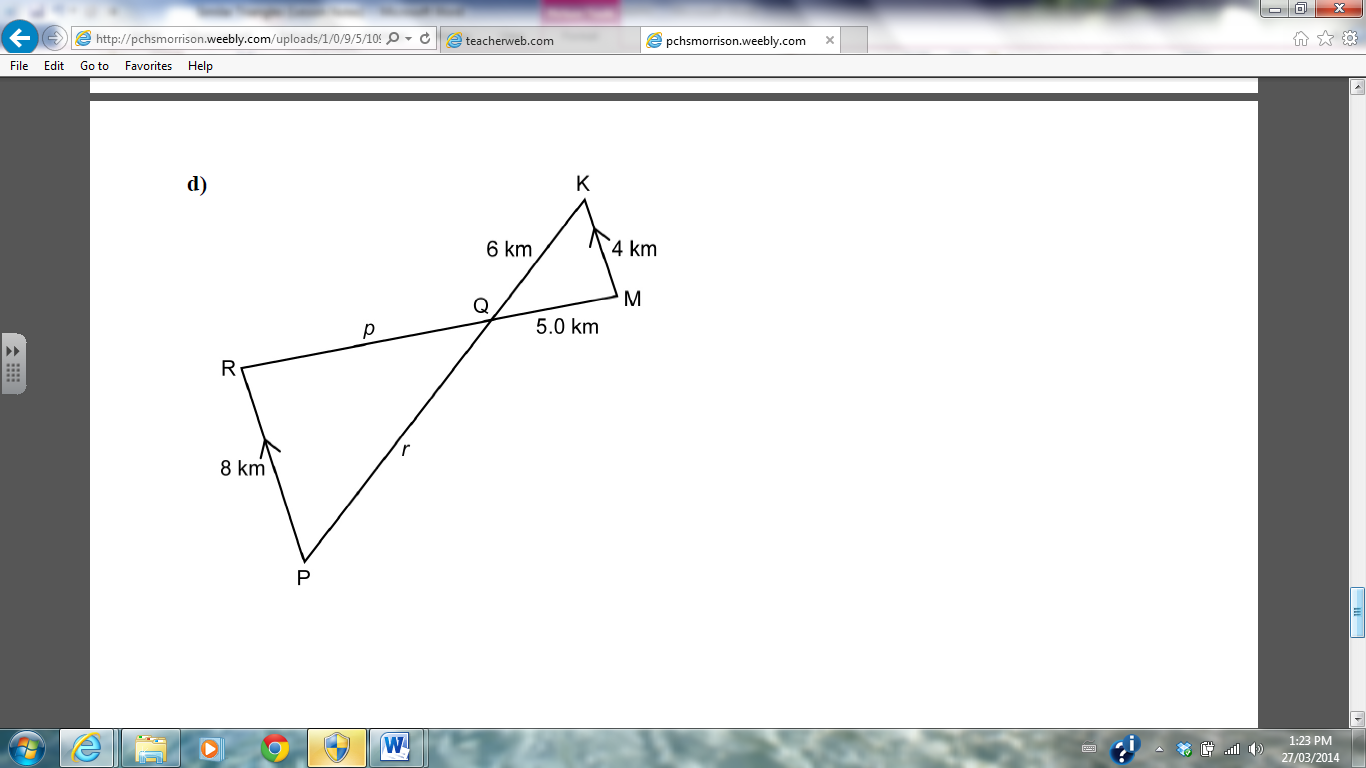 http://pchsmorrison.weebly.com/uploads/1/0/9/5/10
teacherweb.com
pchsmorrison.weebly.com
File Edit Go to Favorites Help
d)
K
6 km
4 km
Q
M
5.0 km
p
R
r
8 km
P
1:23 PM
27/03/2014